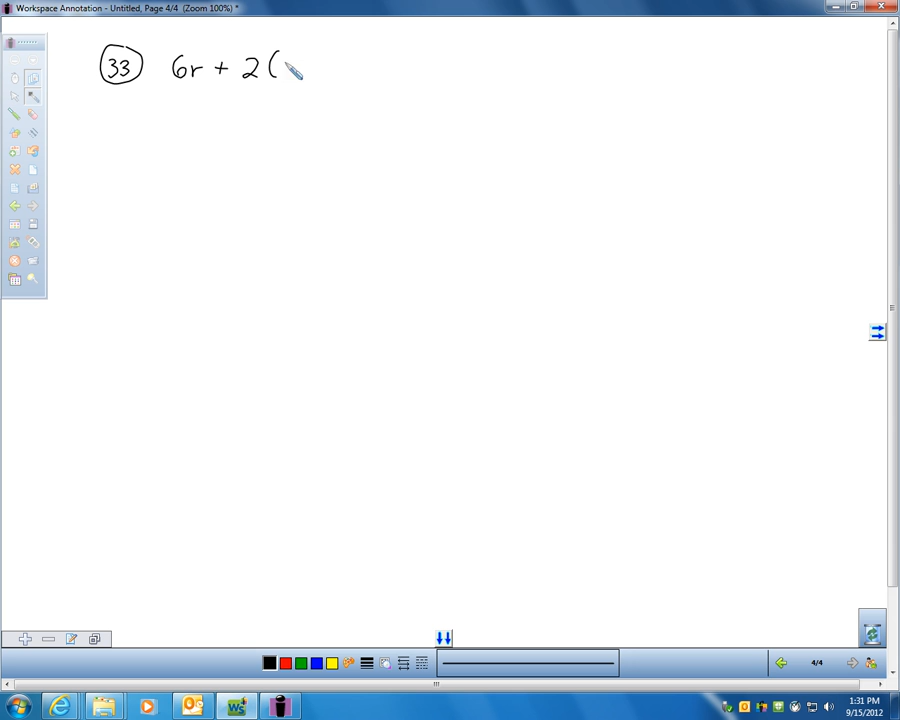 Workspace Annotation - Untitled, Page 4/4 (Zoom 100%) *
33 6r + 2 (
4/4
1:31 PM
9/15/2012